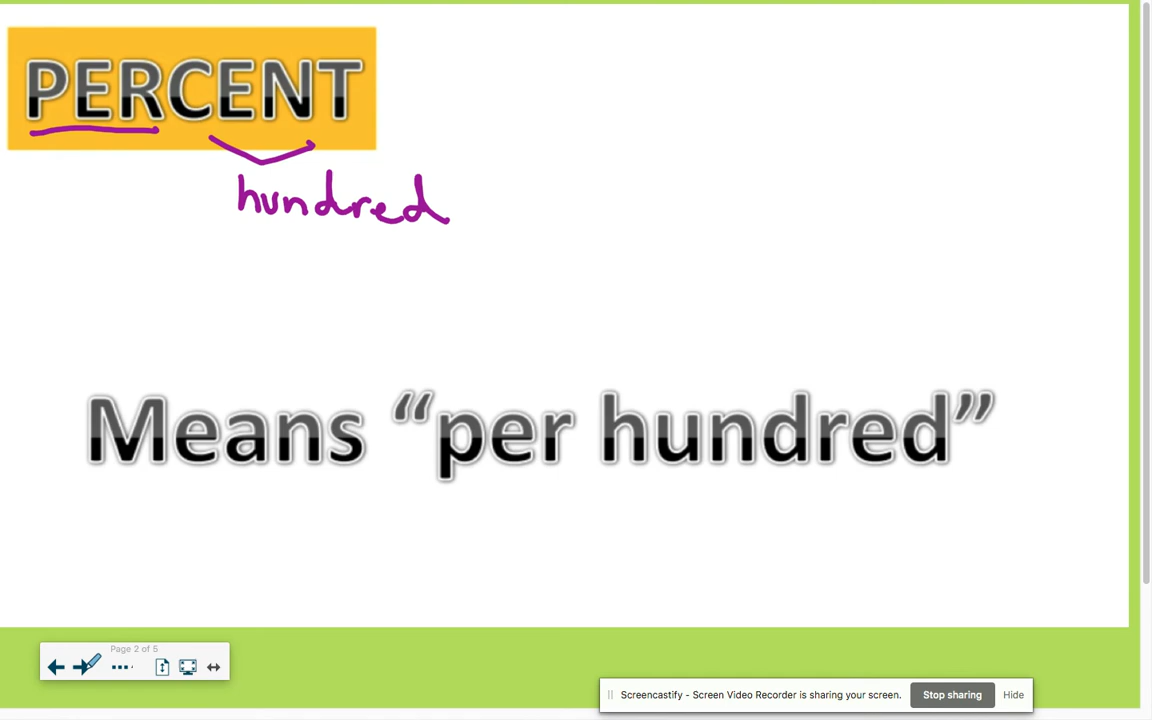 PERCENT
hundred
Means “per hundred”
Page 2 of 5
Screencastify - Screen Video Recorder is sharing your screen. Stop sharing Hide